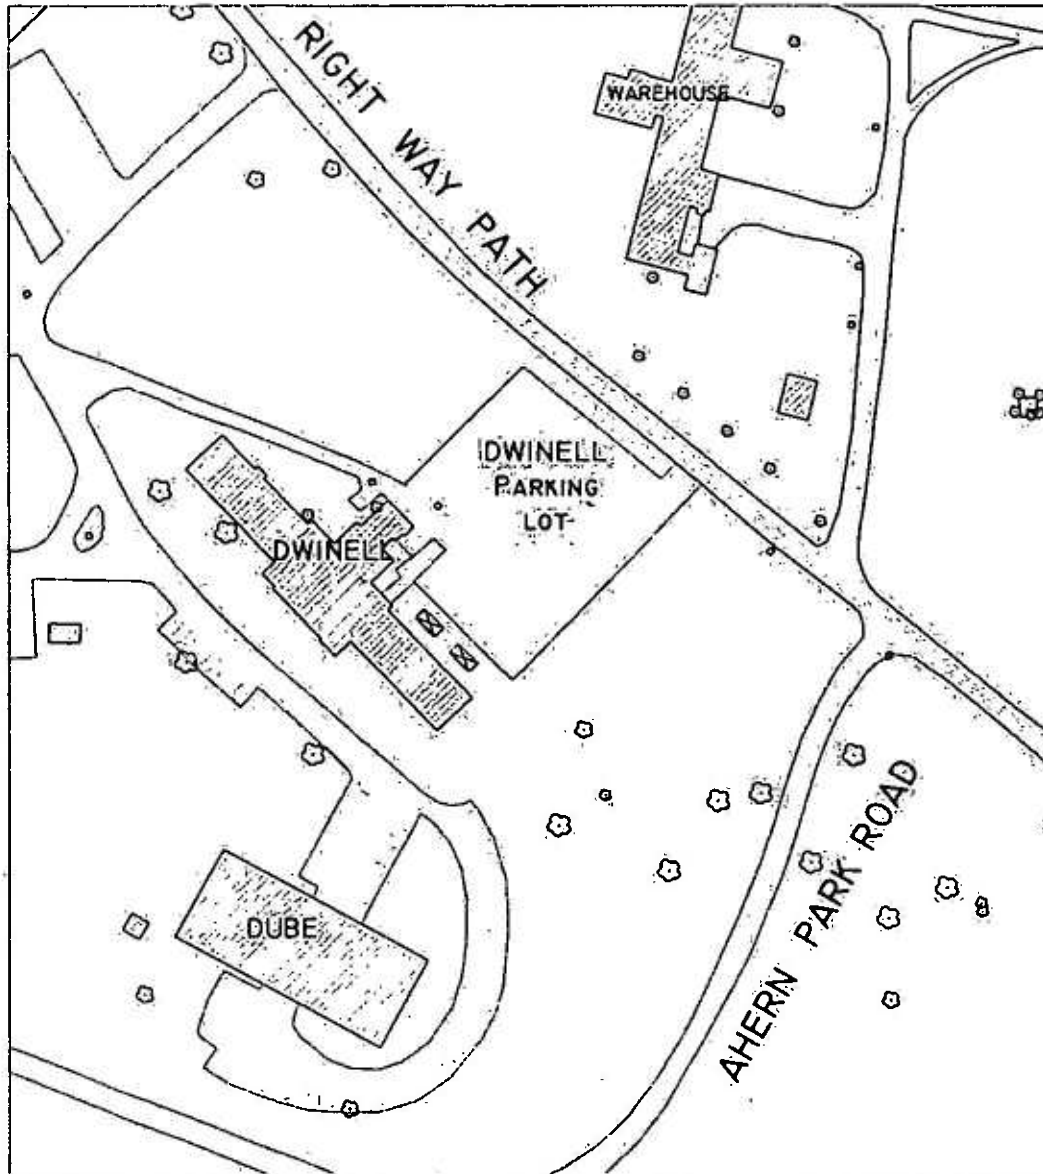 RIGHT WAY PATH
WAREHOUSE
DWINELL
PARKING
LOT
DWINELL
DUBE
AHERN PARK ROAD